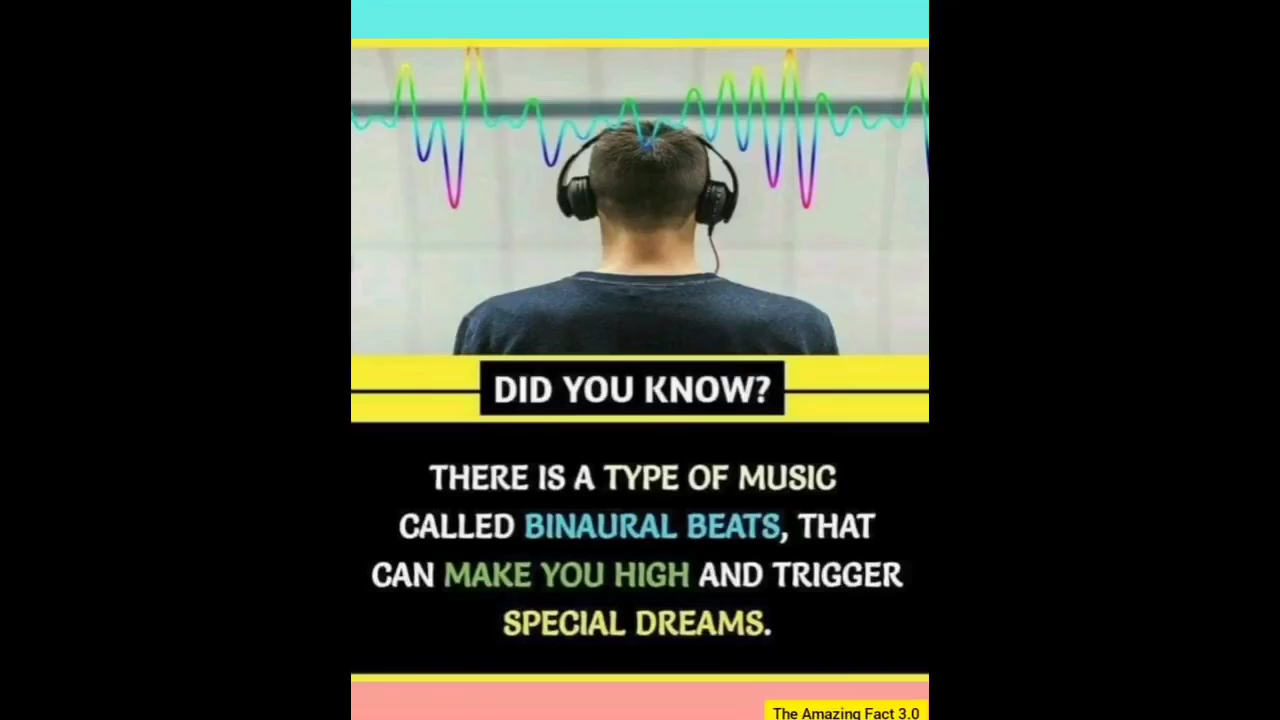 DID YOU KNOW?
THERE IS A TYPE OF MUSIC
CALLED BINAURAL BEATS, THAT
CAN MAKE YOU HIGH AND TRIGGER
SPECIAL DREAMS.
The Amazing Fact 3.0